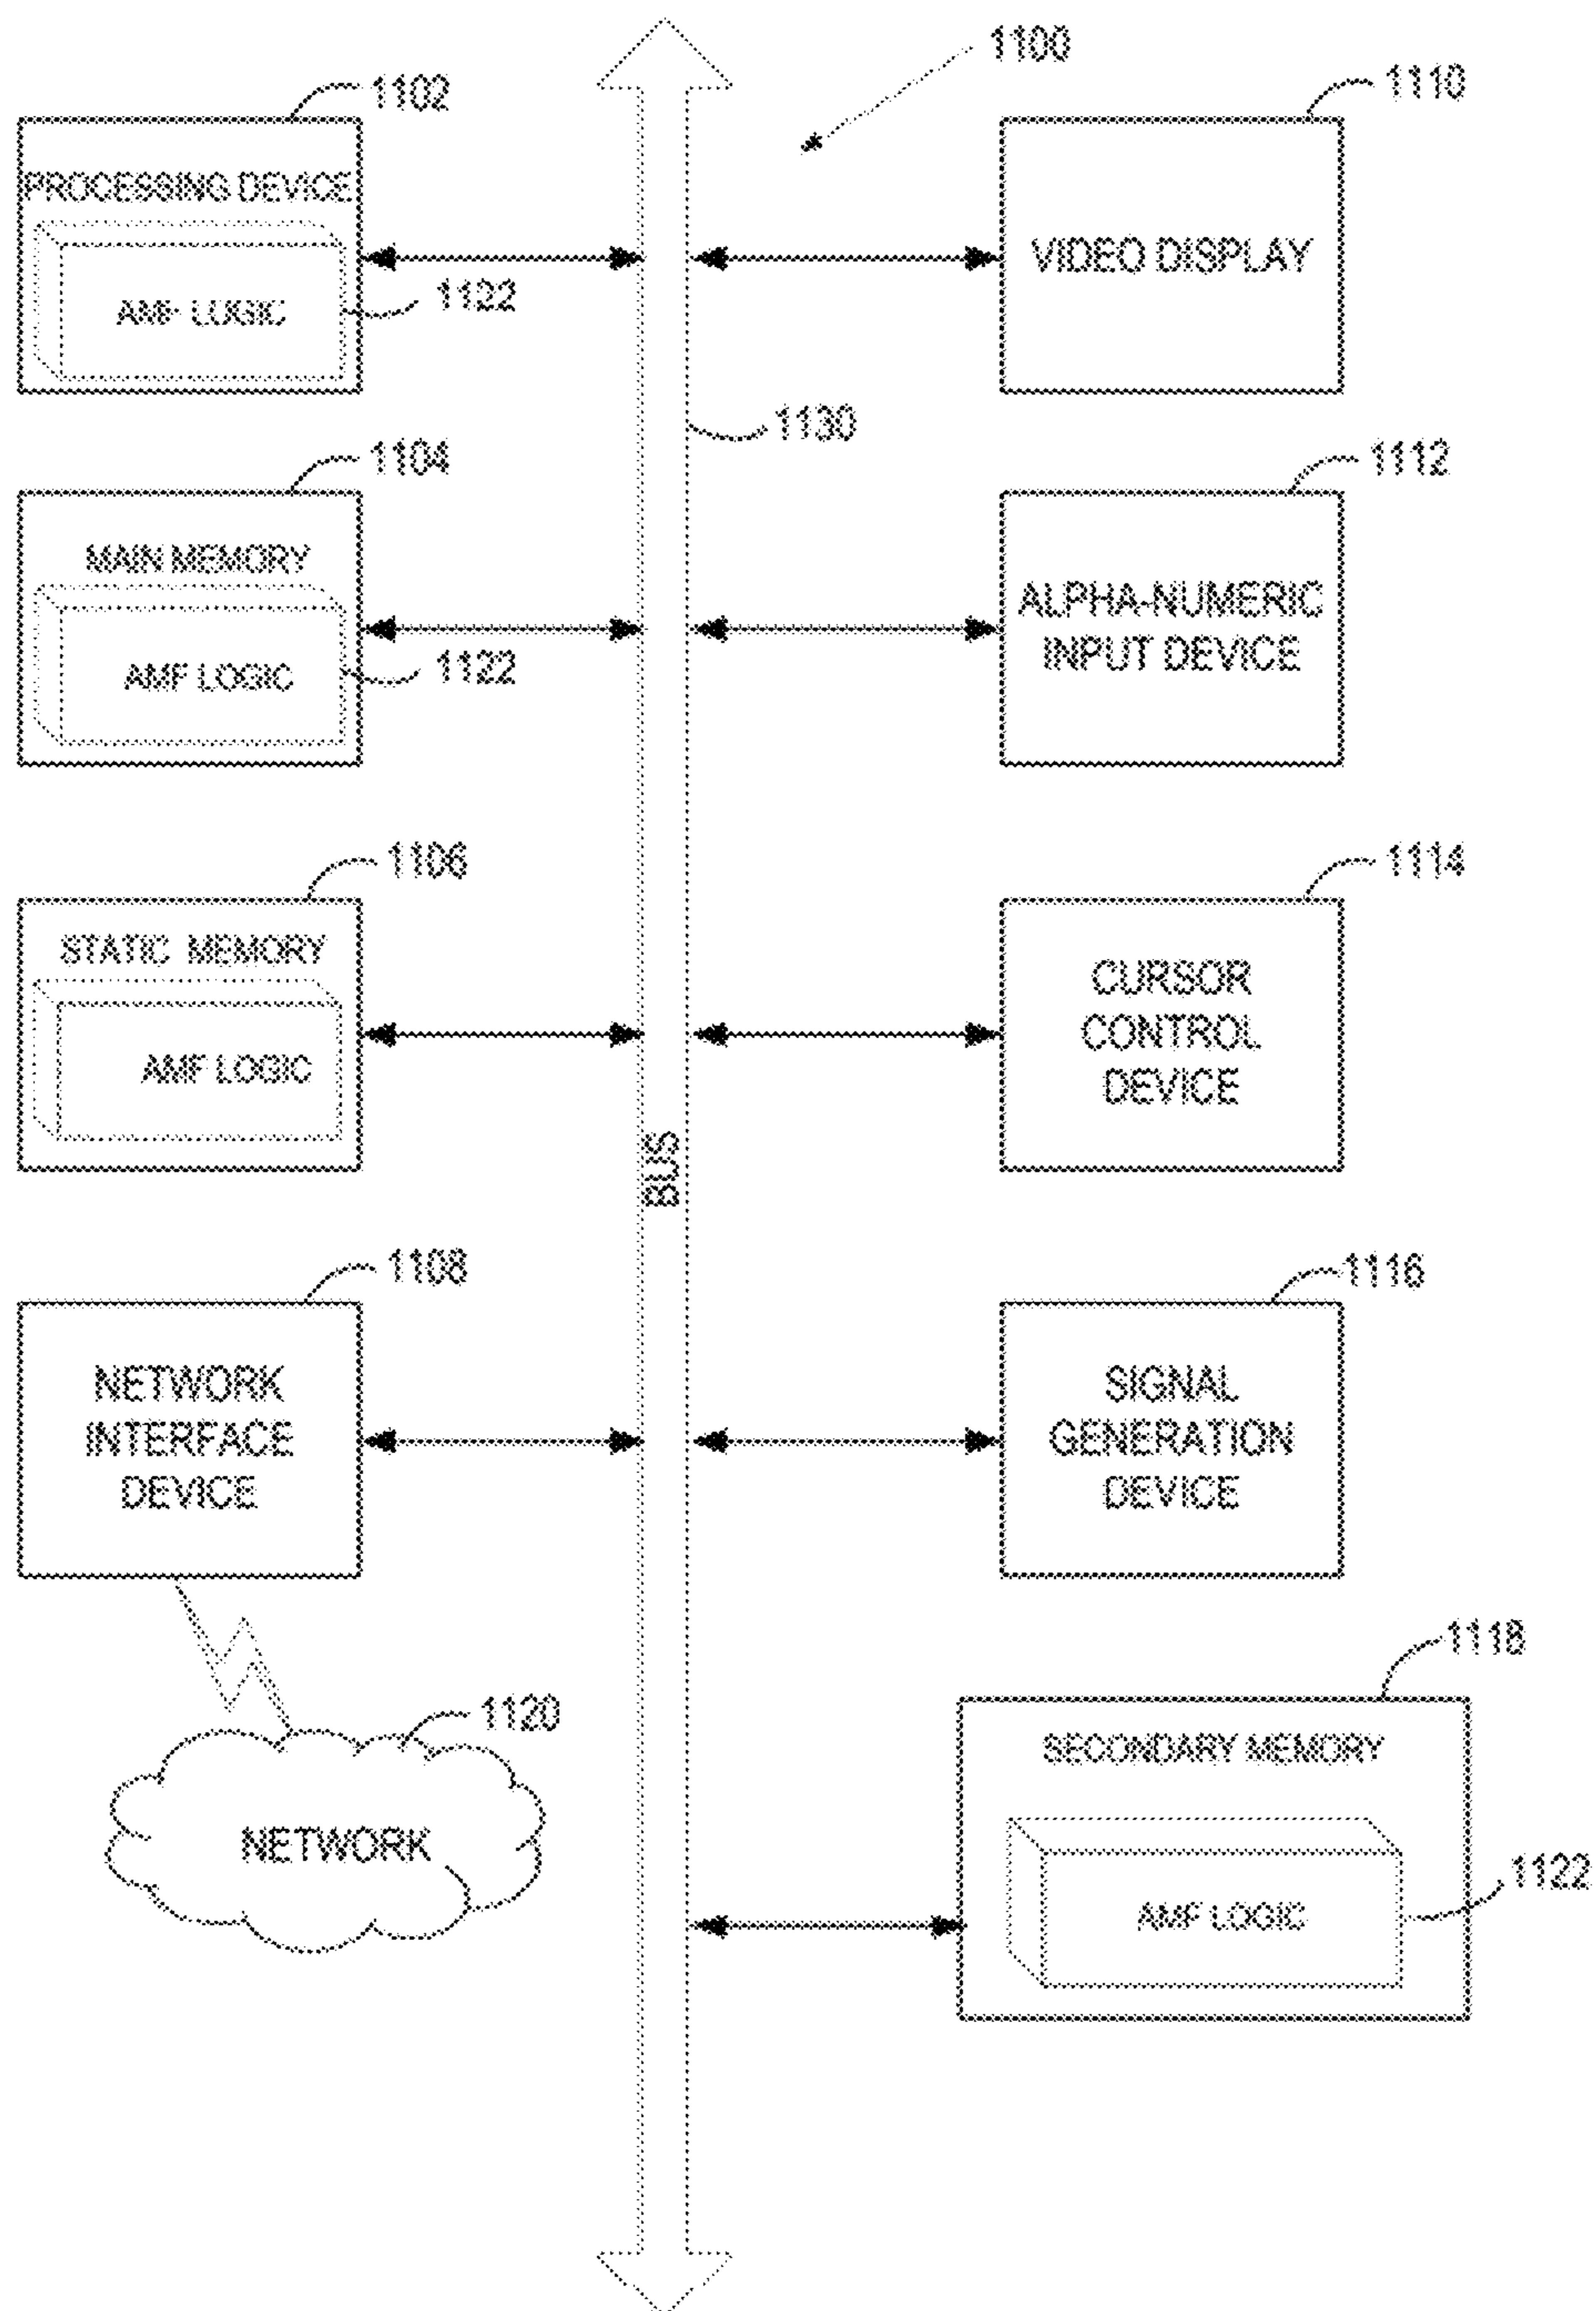 1100
1102
PROCESSING DEVICE
AMF LOGIC
1122
1110
VIDEO DISPLAY
1130
1104
MAIN MEMORY
AMF LOGIC
1122
1112
ALPHA-NUMERIC
INPUT DEVICE
1106
STATIC MEMORY
AMF LOGIC
1114
CURSOR
CONTROL
DEVICE
BUS
1108
NETWORK
INTERFACE
DEVICE
1116
SIGNAL
GENERATION
DEVICE
1120
NETWORK
1118
SECONDARY MEMORY
AMF LOGIC
1122